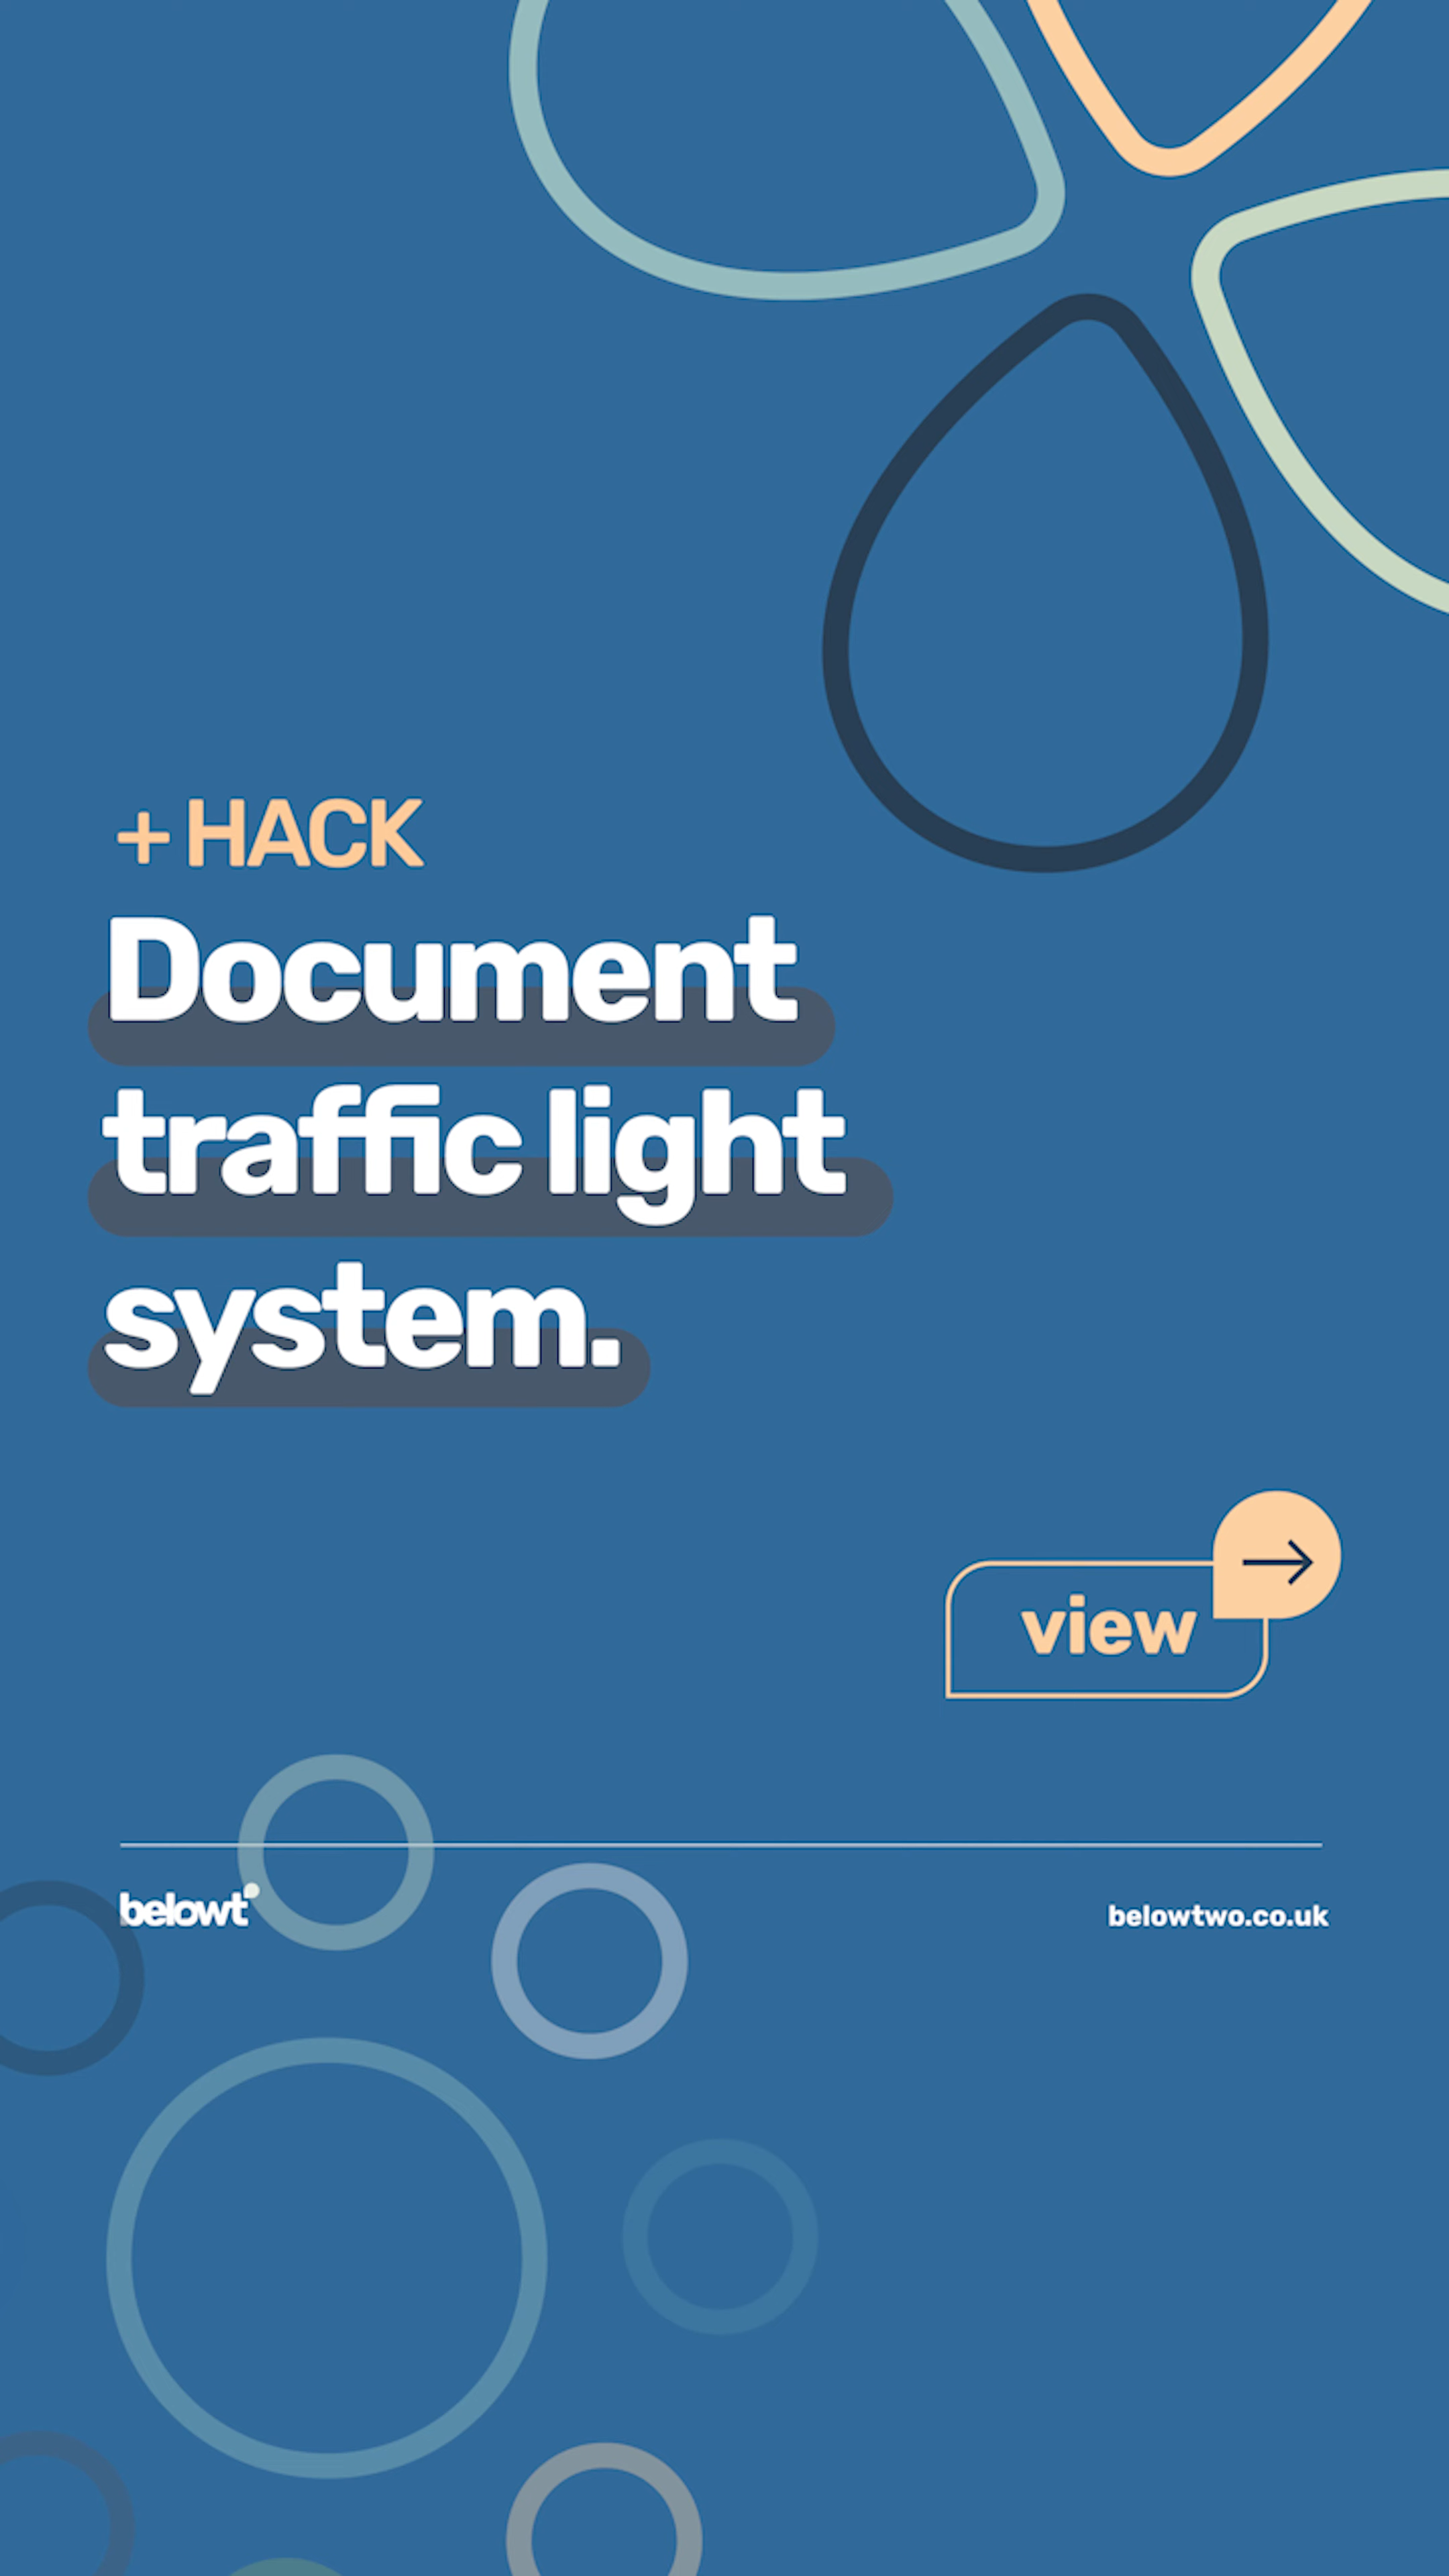 + HACK
Document
traffic light
system.
view
belowt
belowtwo.co.uk